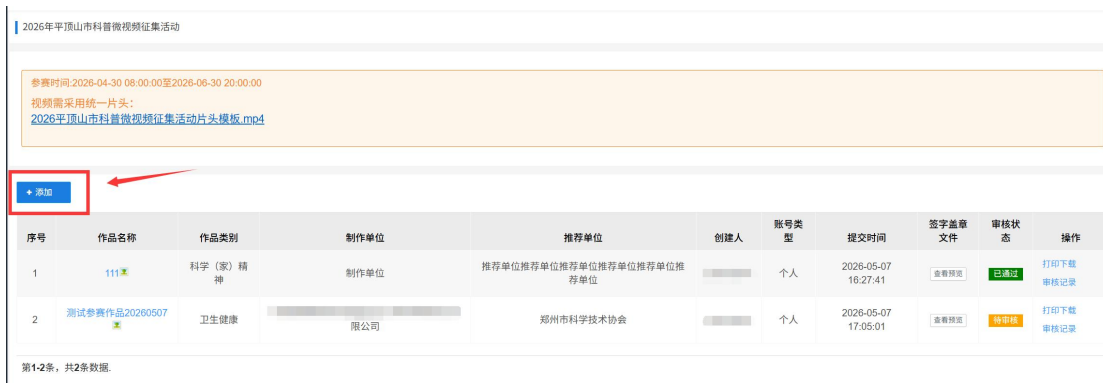 2026年平顶山市科普微视频征集活动
参赛时间:2026-04-30 08:00:00至2026-06-30 20:00:00
视频需采用统一片头：
2026平顶山市科普微视频征集活动片头模板.mp4
+ 添加
序号 作品名称 作品类别 制作单位 推荐单位 创建人 账号类型 提交时间 签字盖章文件 审核状态 操作
1 111 科学（家）精神 制作单位 推荐单位推荐单位推荐单位推荐单位推荐单位推荐单位 个人 2026-05-07 16:27:41 查看预览 已通过 打印下载 审核记录
2 测试参赛作品20260507 卫生健康 限公司 郑州市科学技术协会 个人 2026-05-07 17:05:01 查看预览 待审核 打印下载 审核记录
第1-2条，共2条数据.